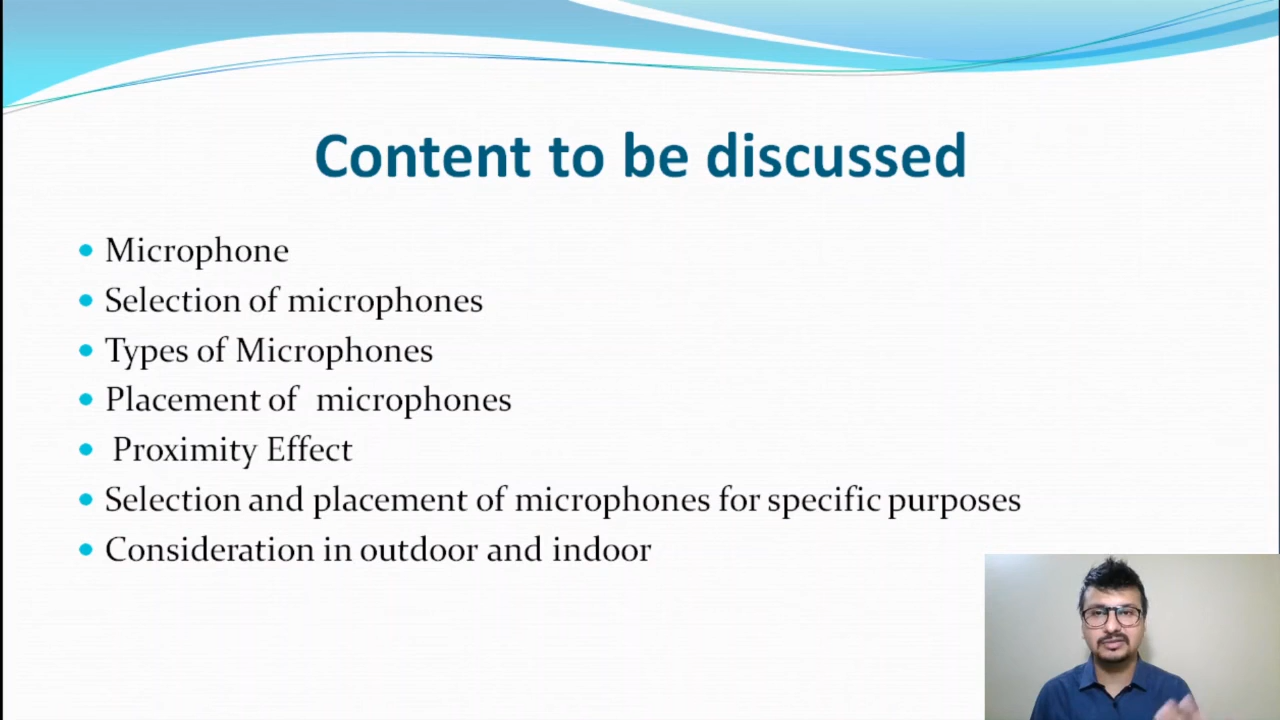 Content to be discussed
Microphone
Selection of microphones
Types of Microphones
Placement of microphones
Proximity Effect
Selection and placement of microphones for specific purposes
Consideration in outdoor and indoor